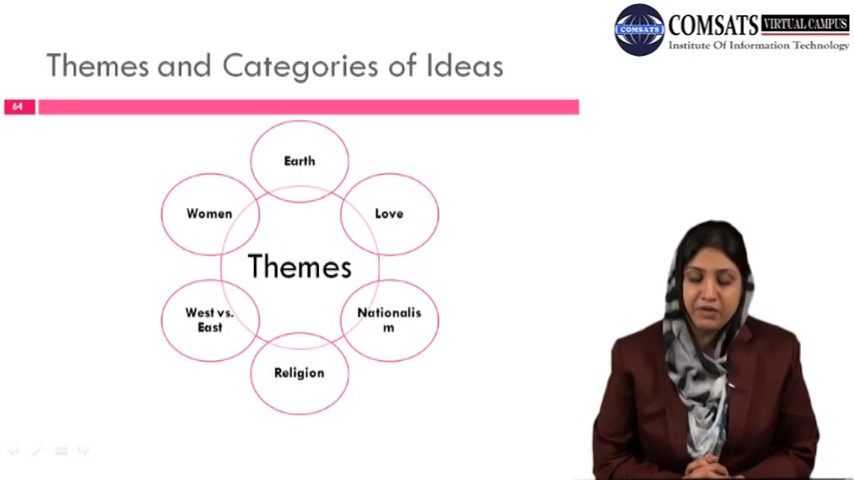 COMSATS VIRTUAL CAMPUS
COMSATS
Institute Of Information Technology
Themes and Categories of Ideas
64
Earth
Women
Love
Themes
West vs.
East
Nationalis
m
Religion